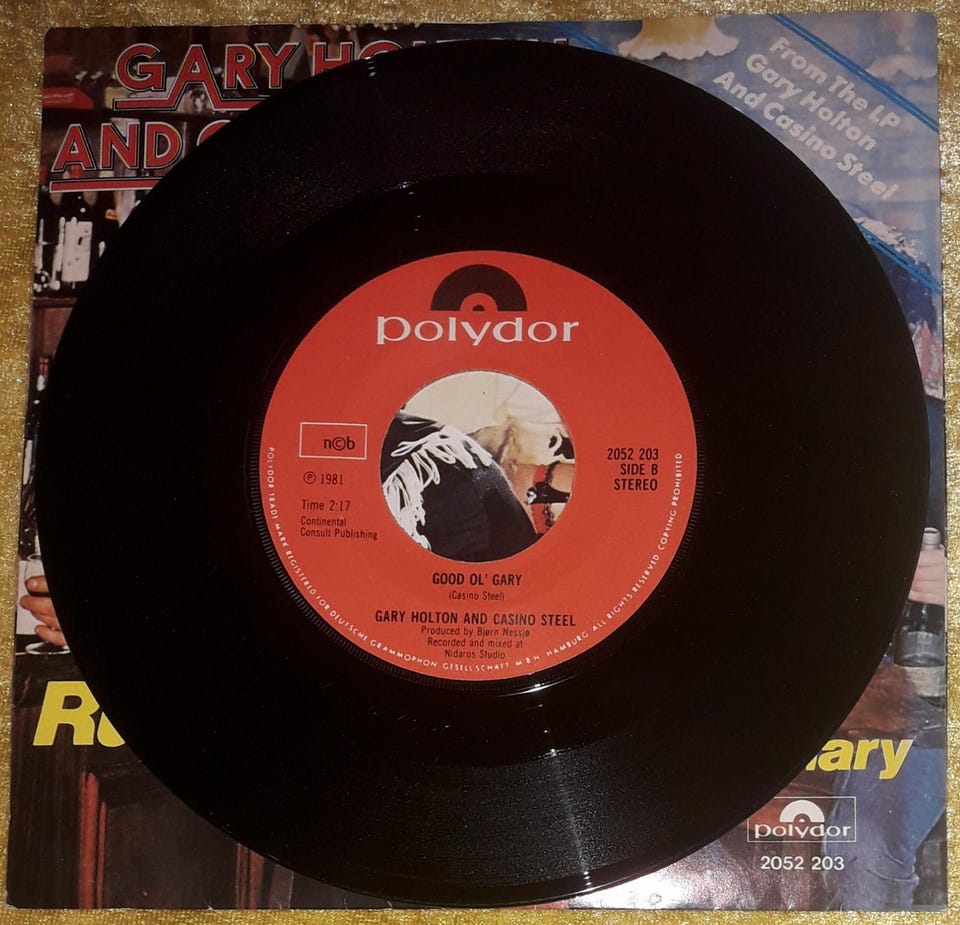 GARY
AND
From The LP
Gary Holton
And Casino Steel
polydor
n©b
℗ 1981
Time 2:17
Continental
Consult Publishing
2052 203
SIDE B
STEREO
GOOD OL' GARY
(Casino Steel)
GARY HOLTON AND CASINO STEEL
Produced by Bjørn Nessjø
Recorded and mixed at
Nidaros Studio
POLYDOR TRADE MARK REGISTERED FOR DEUTSCHE GRAMMOPHON GESELLSCHAFT M.B.H. HAMBURG ALL RIGHTS RESERVED. COPYING PROHIBITED
polydor
2052 203